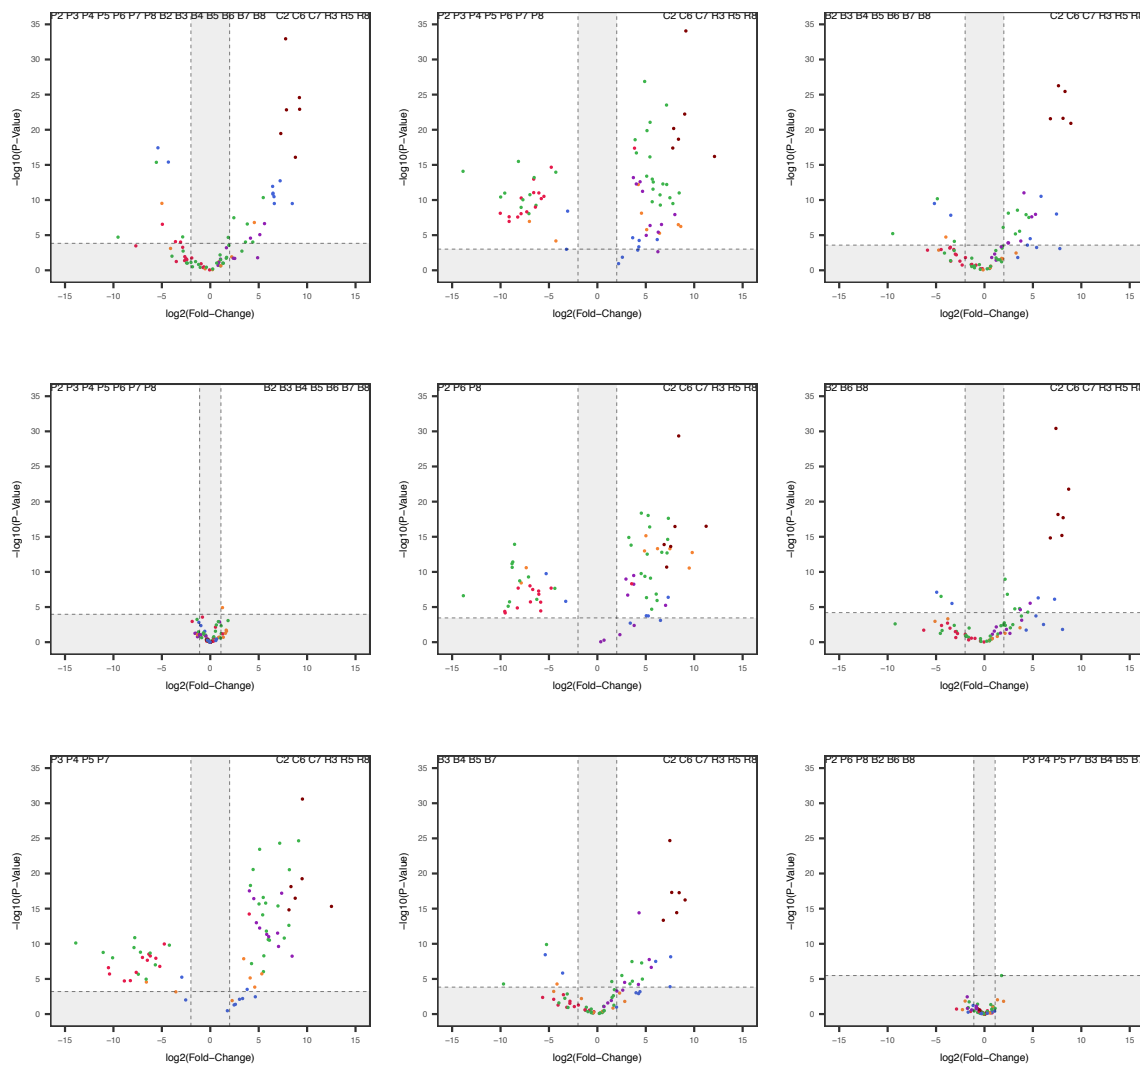 P2 P3 P4 P5 P6 P7 P8 B2 B3 B4 B5 B6 B7 B8 C2 C6 C7 R3 R5 R8
35
30
25
20
15
10
5
0
−log10(P−Value)
−15 −10 −5 0 5 10 15
log2(Fold−Change)
P2 P3 P4 P5 P6 P7 P8 C2 C6 C7 R3 R5 R8
35
30
25
20
15
10
5
0
−log10(P−Value)
−15 −10 −5 0 5 10 15
log2(Fold−Change)
B2 B3 B4 B5 B6 B7 B8 C2 C6 C7 R3 R5 R8
35
30
25
20
15
10
5
0
−log10(P−Value)
−15 −10 −5 0 5 10 15
log2(Fold−Change)
P2 P3 P4 P5 P6 P7 P8 B2 B3 B4 B5 B6 B7 B8
35
30
25
20
15
10
5
0
−log10(P−Value)
−15 −10 −5 0 5 10 15
log2(Fold−Change)
P2 P6 P8 C2 C6 C7 R3 R5 R8
35
30
25
20
15
10
5
0
−log10(P−Value)
−15 −10 −5 0 5 10 15
log2(Fold−Change)
B2 B6 B8 C2 C6 C7 R3 R5 R8
35
30
25
20
15
10
5
0
−log10(P−Value)
−15 −10 −5 0 5 10 15
log2(Fold−Change)
P3 P4 P5 P7 C2 C6 C7 R3 R5 R8
35
30
25
20
15
10
5
0
−log10(P−Value)
−15 −10 −5 0 5 10 15
log2(Fold−Change)
B3 B4 B5 B7 C2 C6 C7 R3 R5 R8
35
30
25
20
15
10
5
0
−log10(P−Value)
−15 −10 −5 0 5 10 15
log2(Fold−Change)
P2 P6 P8 B2 B6 B8 P3 P4 P5 P7 B3 B4 B5 B7
35
30
25
20
15
10
5
0
−log10(P−Value)
−15 −10 −5 0 5 10 15
log2(Fold−Change)